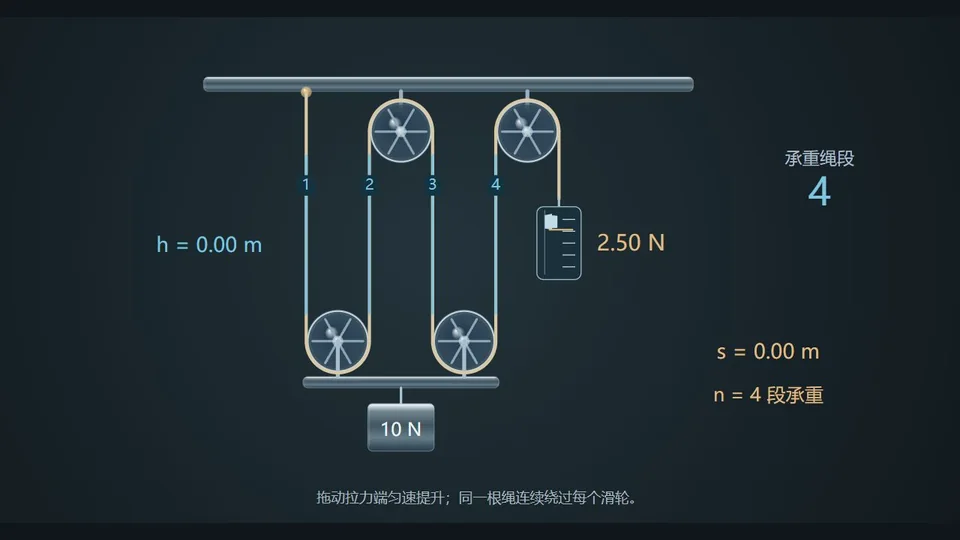 承重绳段
4
1
2
3
4
h = 0.00 m
2.50 N
s = 0.00 m
n = 4 段承重
10 N
拖动拉力端匀速提升；同一根绳连续绕过每个滑轮。